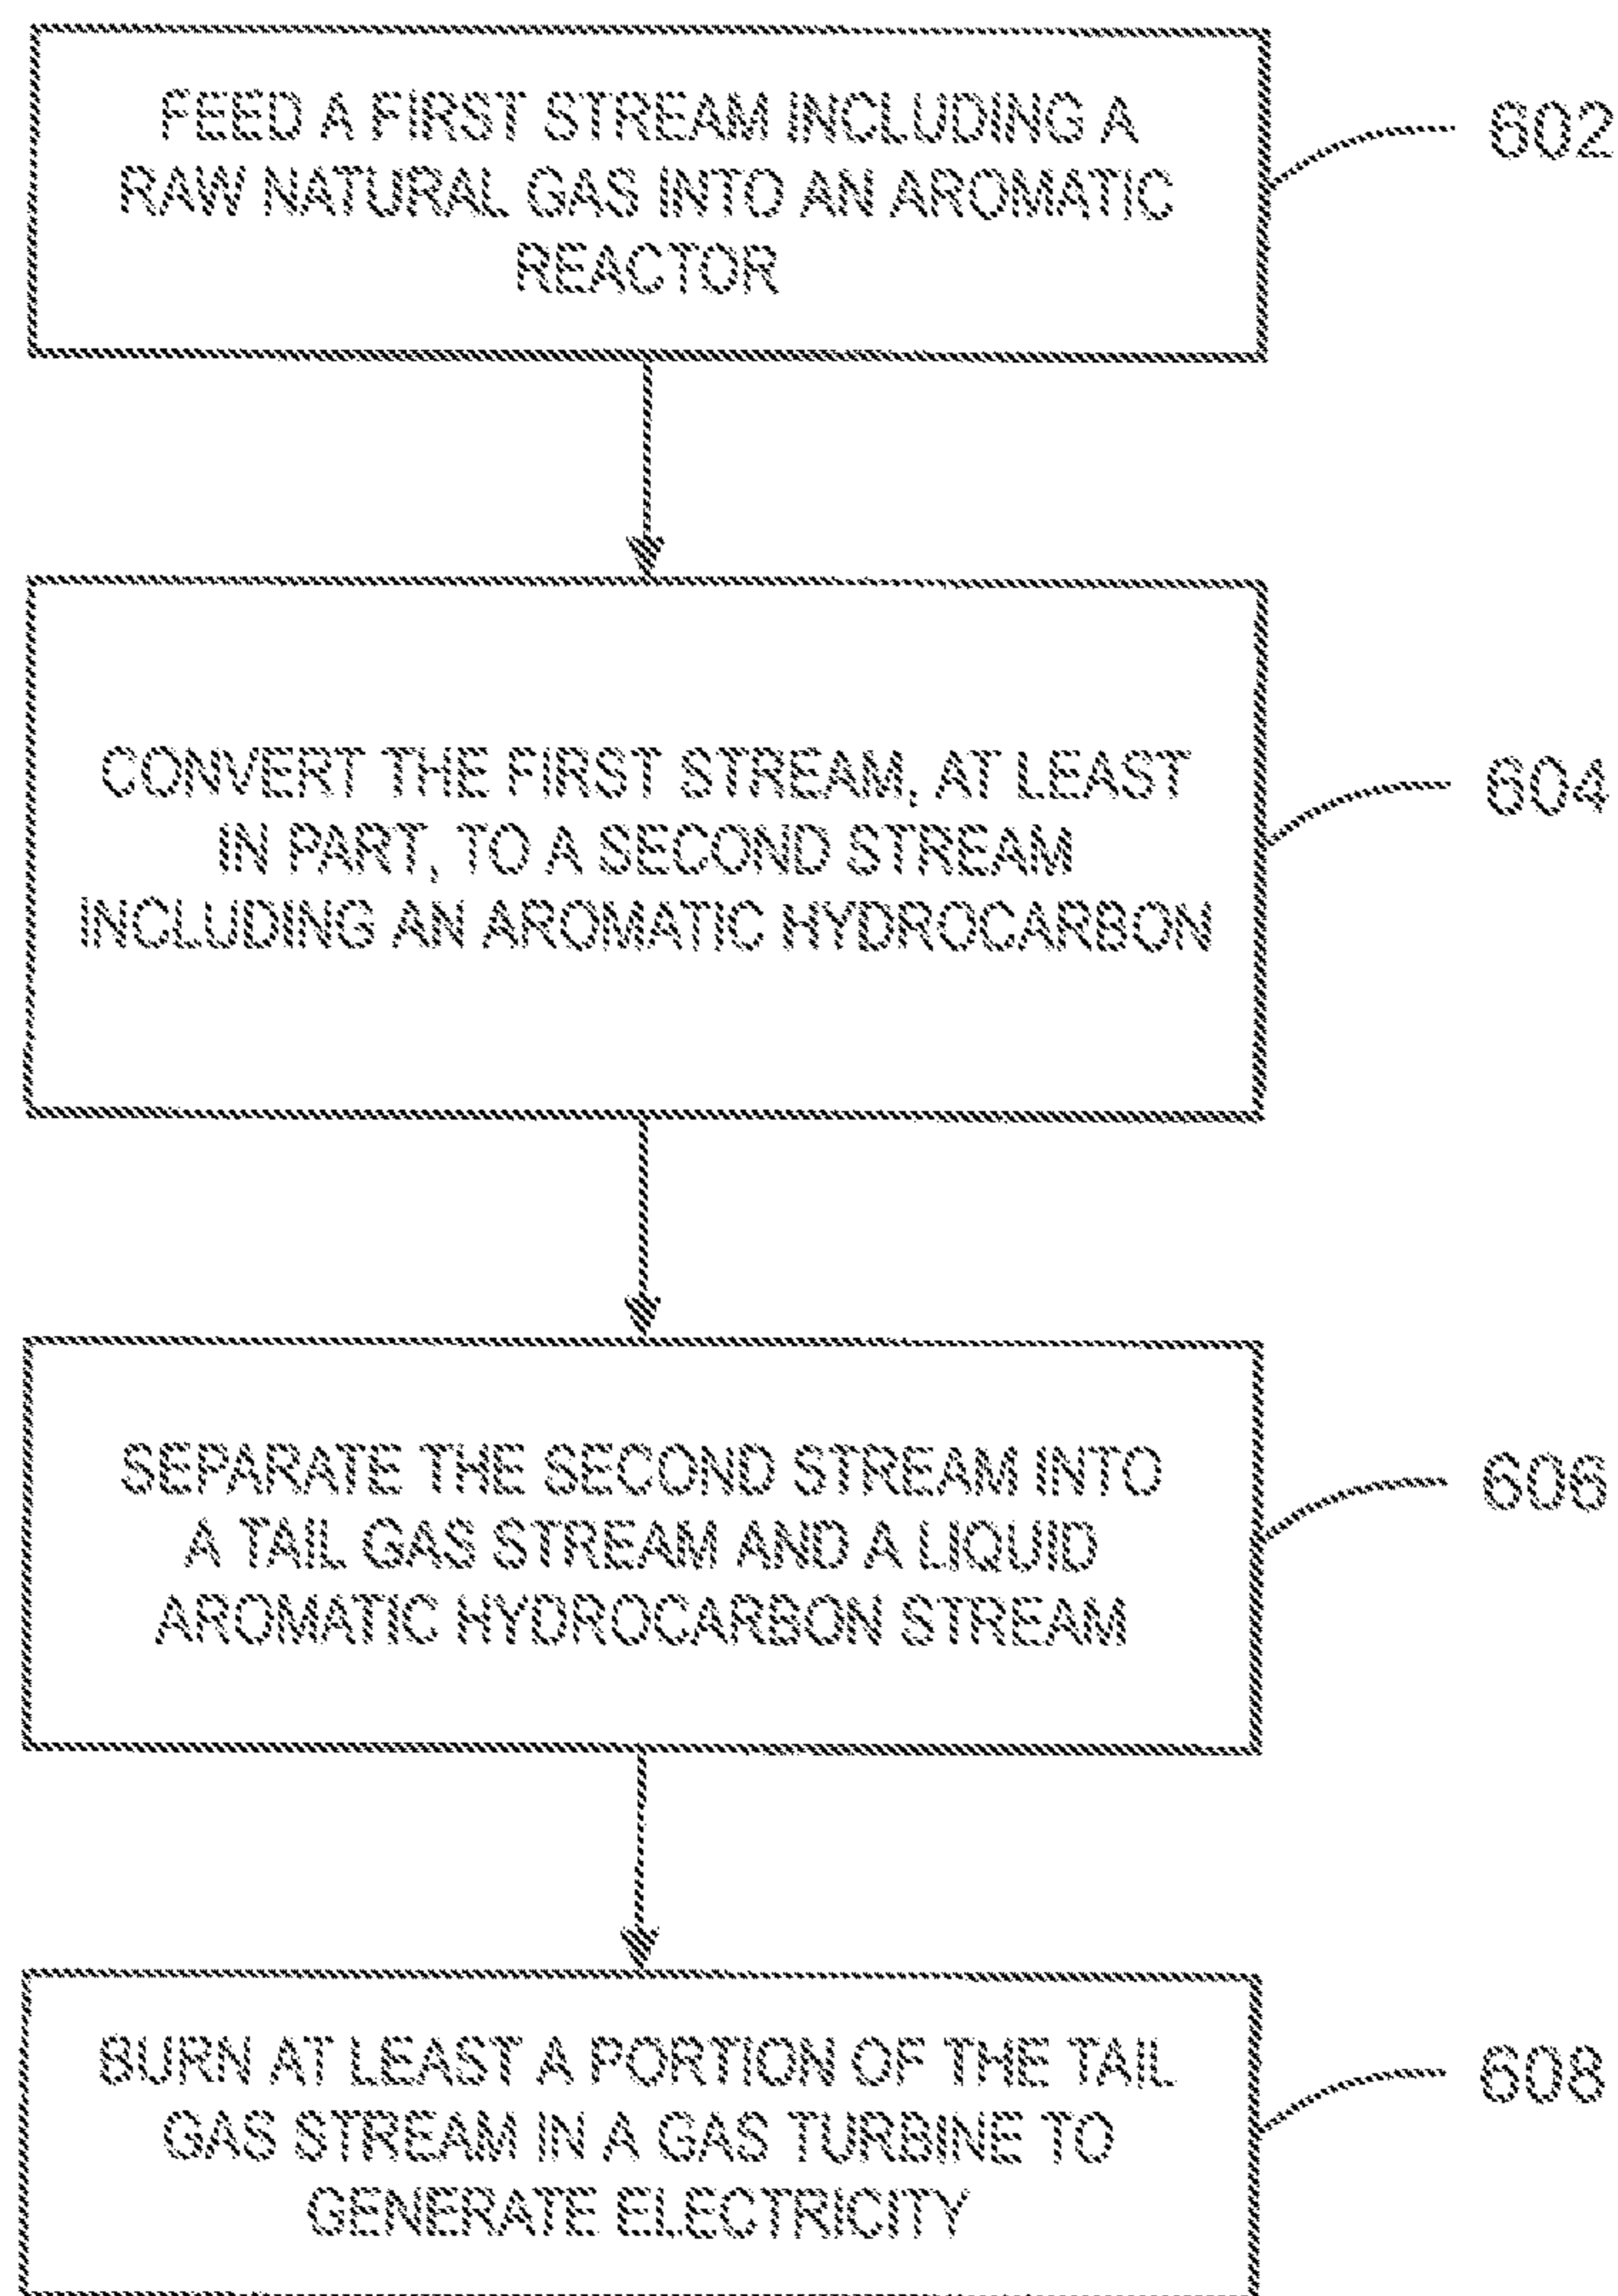 FEED A FIRST STREAM INCLUDING A
RAW NATURAL GAS INTO AN AROMATIC
REACTOR
602
CONVERT THE FIRST STREAM, AT LEAST
IN PART, TO A SECOND STREAM
INCLUDING AN AROMATIC HYDROCARBON
604
SEPARATE THE SECOND STREAM INTO
A TAIL GAS STREAM AND A LIQUID
AROMATIC HYDROCARBON STREAM
606
BURN AT LEAST A PORTION OF THE TAIL
GAS STREAM IN A GAS TURBINE TO
GENERATE ELECTRICITY
608